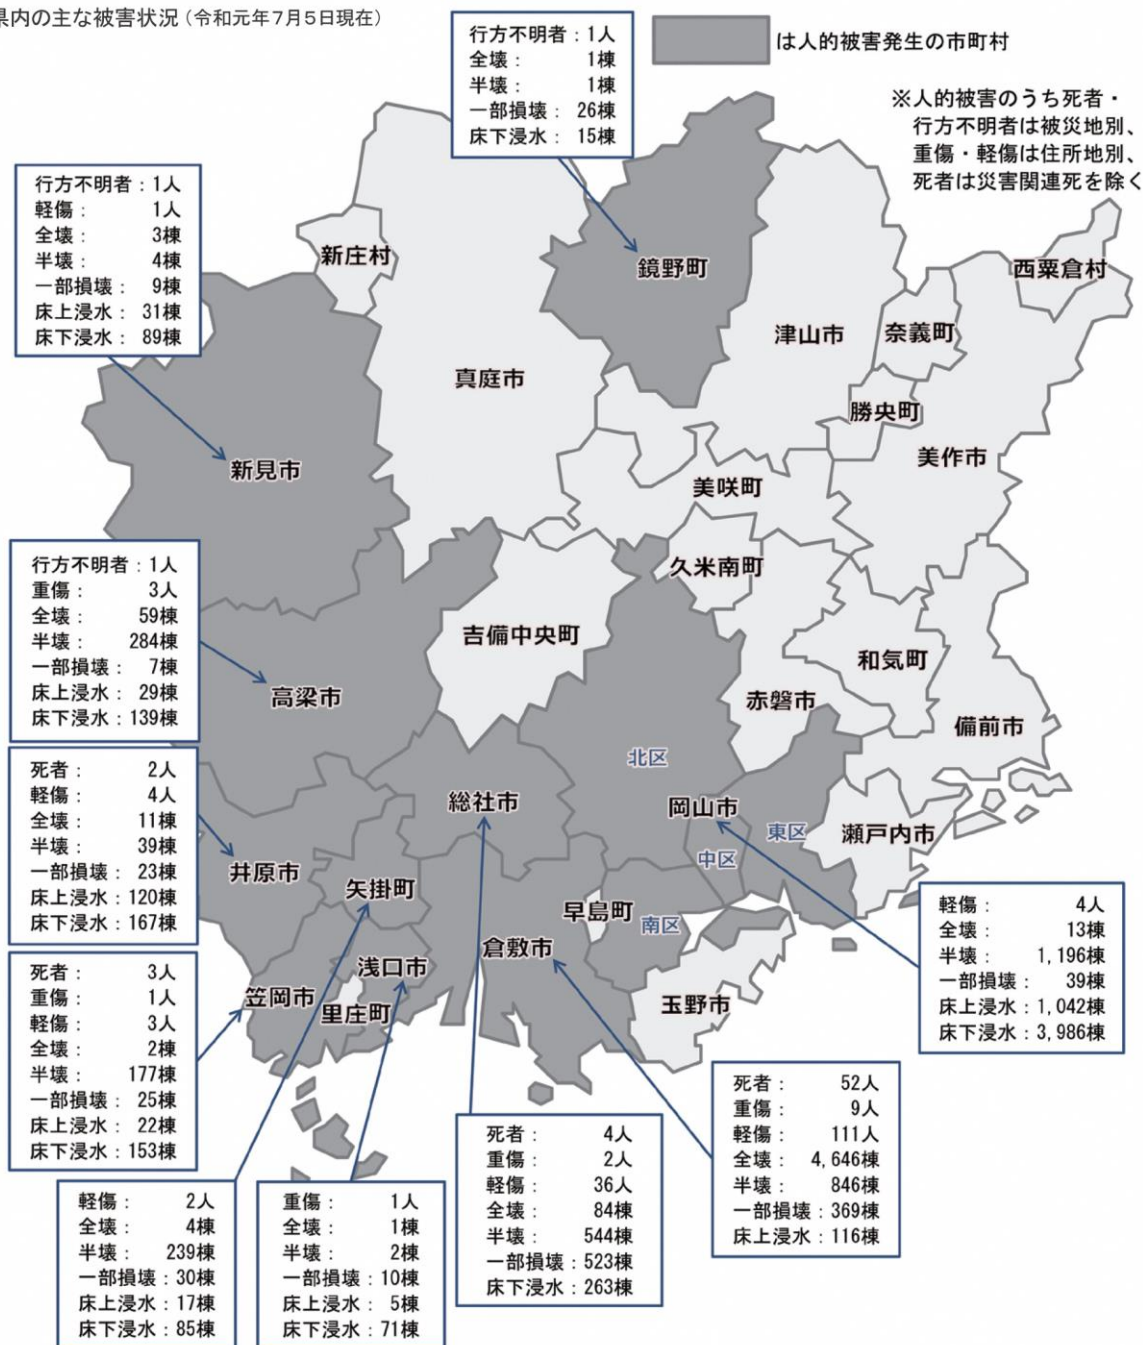 県内の主な被害状況（令和元年7月5日現在）
は人的被害発生の市町村
※人的被害のうち死者・
行方不明者は被災地別、
重傷・軽傷は住所地別、
死者は災害関連死を除く
行方不明者：1人
全壊： 1棟
半壊： 1棟
一部損壊： 26棟
床下浸水： 15棟
行方不明者：1人
軽傷： 1人
全壊： 3棟
半壊： 4棟
一部損壊： 9棟
床上浸水： 31棟
床下浸水： 89棟
新庄村
鏡野町
西粟倉村
津山市
奈義町
真庭市
勝央町
美作市
新見市
美咲町
久米南町
行方不明者：1人
重傷： 3人
全壊： 59棟
半壊： 284棟
一部損壊： 7棟
床上浸水： 29棟
床下浸水：139棟
吉備中央町
和気町
高梁市
赤磐市
備前市
北区
死者： 2人
軽傷： 4人
全壊： 11棟
半壊： 39棟
一部損壊： 23棟
床上浸水：120棟
床下浸水：167棟
総社市
岡山市
東区
瀬戸内市
中区
井原市
矢掛町
早島町
南区
倉敷市
浅口市
笠岡市
里庄町
玉野市
軽傷： 4人
全壊： 13棟
半壊： 1,196棟
一部損壊： 39棟
床上浸水：1,042棟
床下浸水：3,986棟
死者： 3人
重傷： 1人
軽傷： 3人
全壊： 2棟
半壊： 177棟
一部損壊： 25棟
床上浸水： 22棟
床下浸水：153棟
死者： 52人
重傷： 9人
軽傷： 111人
全壊： 4,646棟
半壊： 846棟
一部損壊：369棟
床上浸水：116棟
死者： 4人
重傷： 2人
軽傷： 36人
全壊： 84棟
半壊： 544棟
一部損壊：523棟
床下浸水：263棟
軽傷： 2人
全壊： 4棟
半壊： 239棟
一部損壊：30棟
床上浸水：17棟
床下浸水：85棟
重傷： 1人
全壊： 1棟
半壊： 2棟
一部損壊：10棟
床上浸水： 5棟
床下浸水：71棟